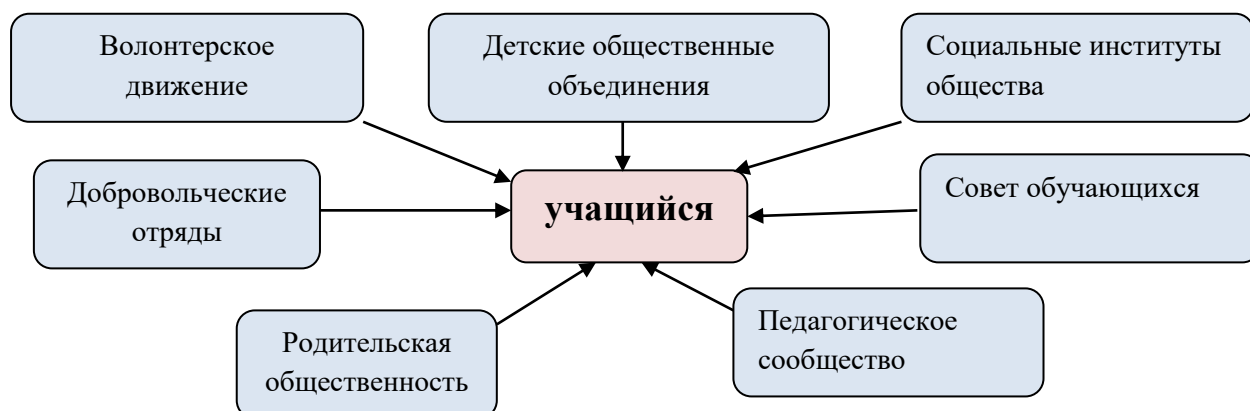 Волонтерское
движение
Детские общественные
объединения
Социальные институты
общества
Добровольческие
отряды
учащийся
Совет обучающихся
Родительская
общественность
Педагогическое
сообщество